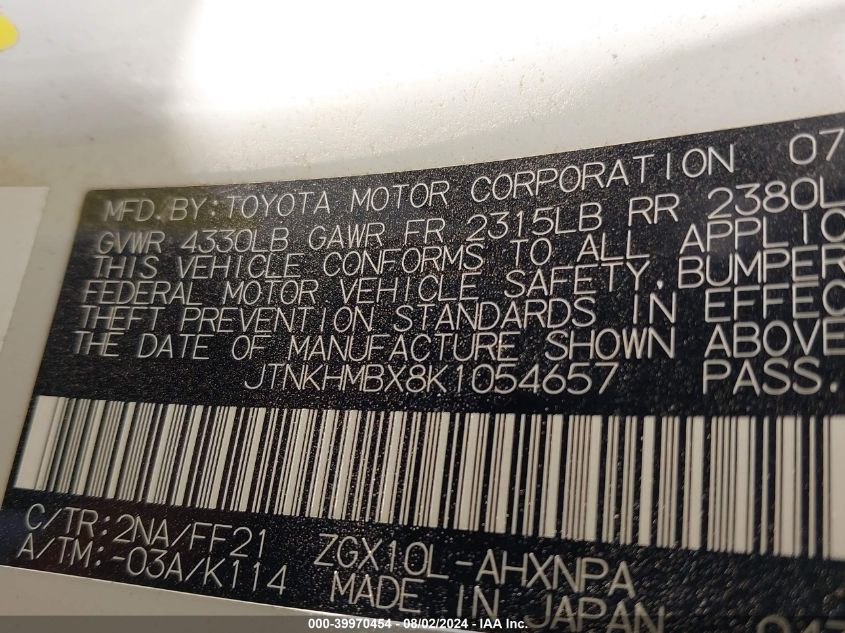 MFD. BY: TOYOTA MOTOR CORPORATION 07
GVWR 4330LB GAWR FR 2315LB RR 2380L
THIS VEHICLE CONFORMS TO ALL APPLIC
FEDERAL MOTOR VEHICLE SAFETY, BUMPER
THEFT PREVENTION STANDARDS IN EFFEC
THE DATE OF MANUFACTURE SHOWN ABOVE
JTNKHMBX8K1054657 PASS.
C/TR: 2NA/FF21
A/TM: -03A/K114
ZGX10L-AHXNPA
MADE IN JAPAN
000-39970454 - 08/02/2024 - IAA Inc.